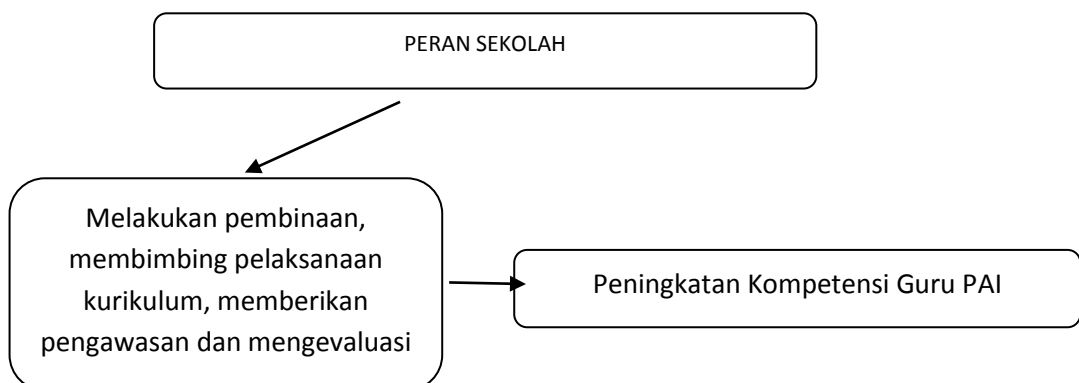 PERAN SEKOLAH
Melakukan pembinaan,
membimbing pelaksanaan
kurikulum, memberikan
pengawasan dan mengevaluasi
Peningkatan Kompetensi Guru PAI